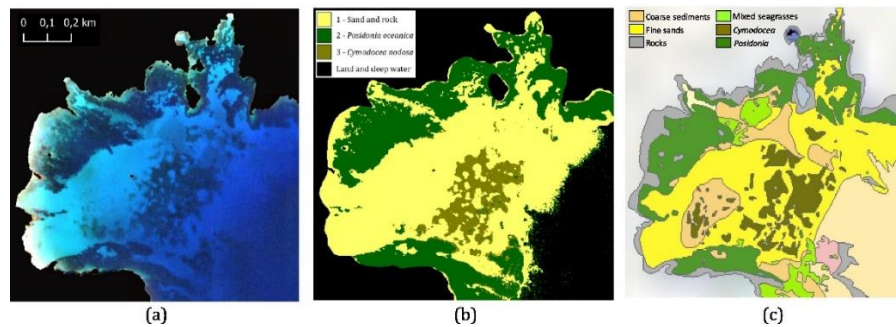 0 0,1 0,2 km
1 - Sand and rock
2 - Posidonia oceanica
3 - Cymodocea nodosa
Land and deep water
Coarse sediments
Fine sands
Rocks
Mixed seagrasses
Cymodocea
Posidonia
(a)
(b)
(c)